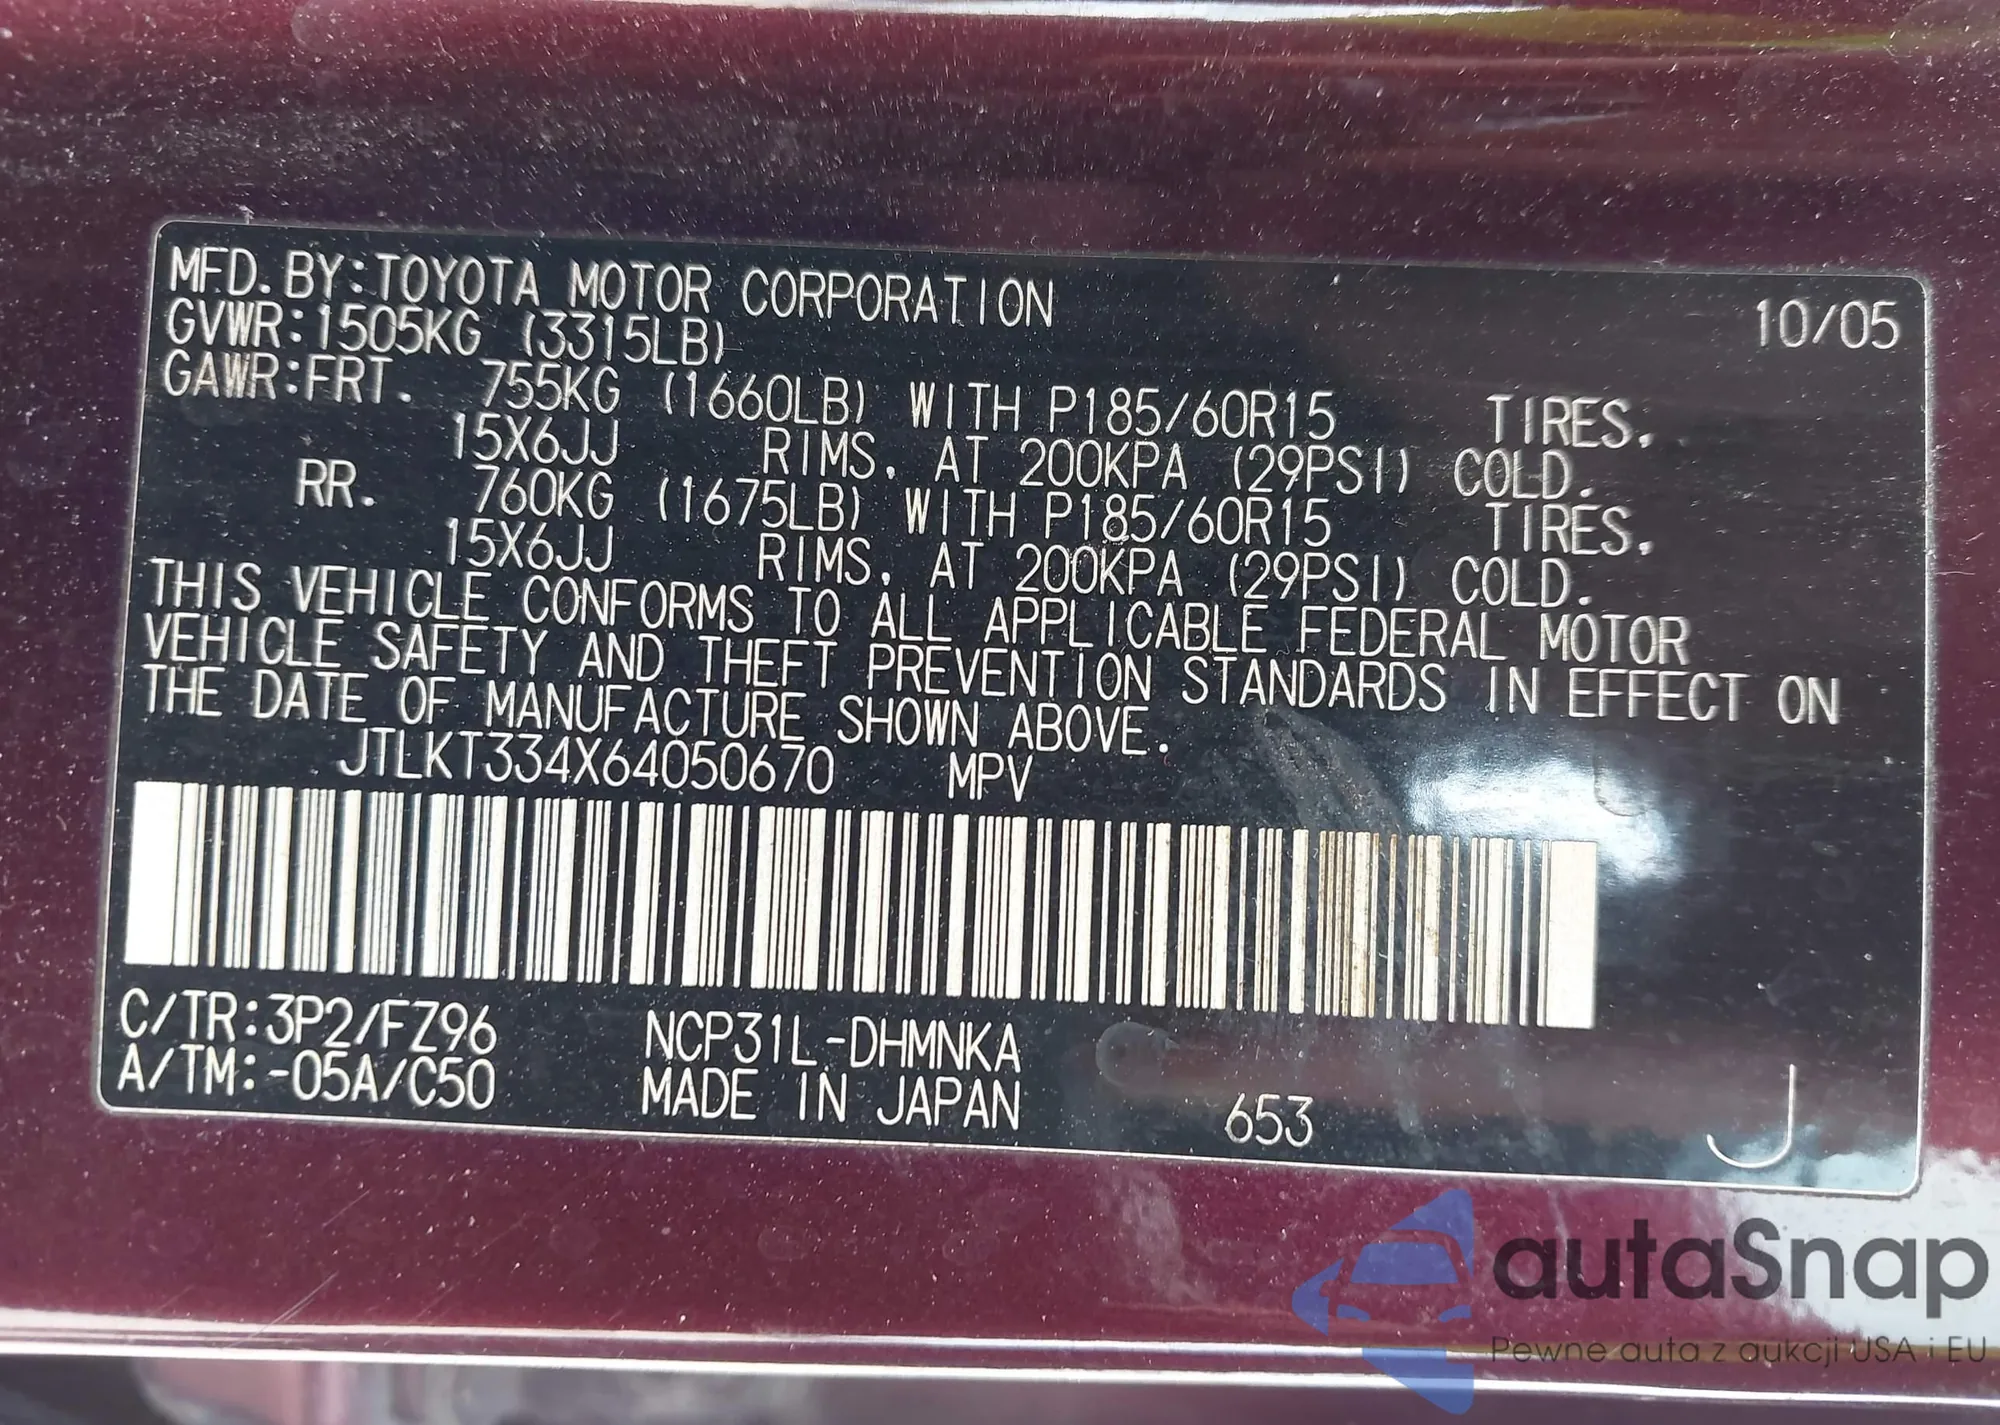 MFD. BY:TOYOTA MOTOR CORPORATION 10/05
GVWR:1505KG (3315LB)
GAWR:FRT. 755KG (1660LB) WITH P185/60R15 TIRES,
15X6JJ RIMS, AT 200KPA (29PSI) COLD.
RR. 760KG (1675LB) WITH P185/60R15 TIRES,
15X6JJ RIMS, AT 200KPA (29PSI) COLD.
THIS VEHICLE CONFORMS TO ALL APPLICABLE FEDERAL MOTOR
VEHICLE SAFETY AND THEFT PREVENTION STANDARDS IN EFFECT ON
THE DATE OF MANUFACTURE SHOWN ABOVE.
JTLKT334X64050670 MPV
C/TR:3P2/FZ96 NCP31L-DHMNKA
A/TM:-05A/C50 MADE IN JAPAN 653 J
autaSnap
Pewne auta z aukcji USA i EU